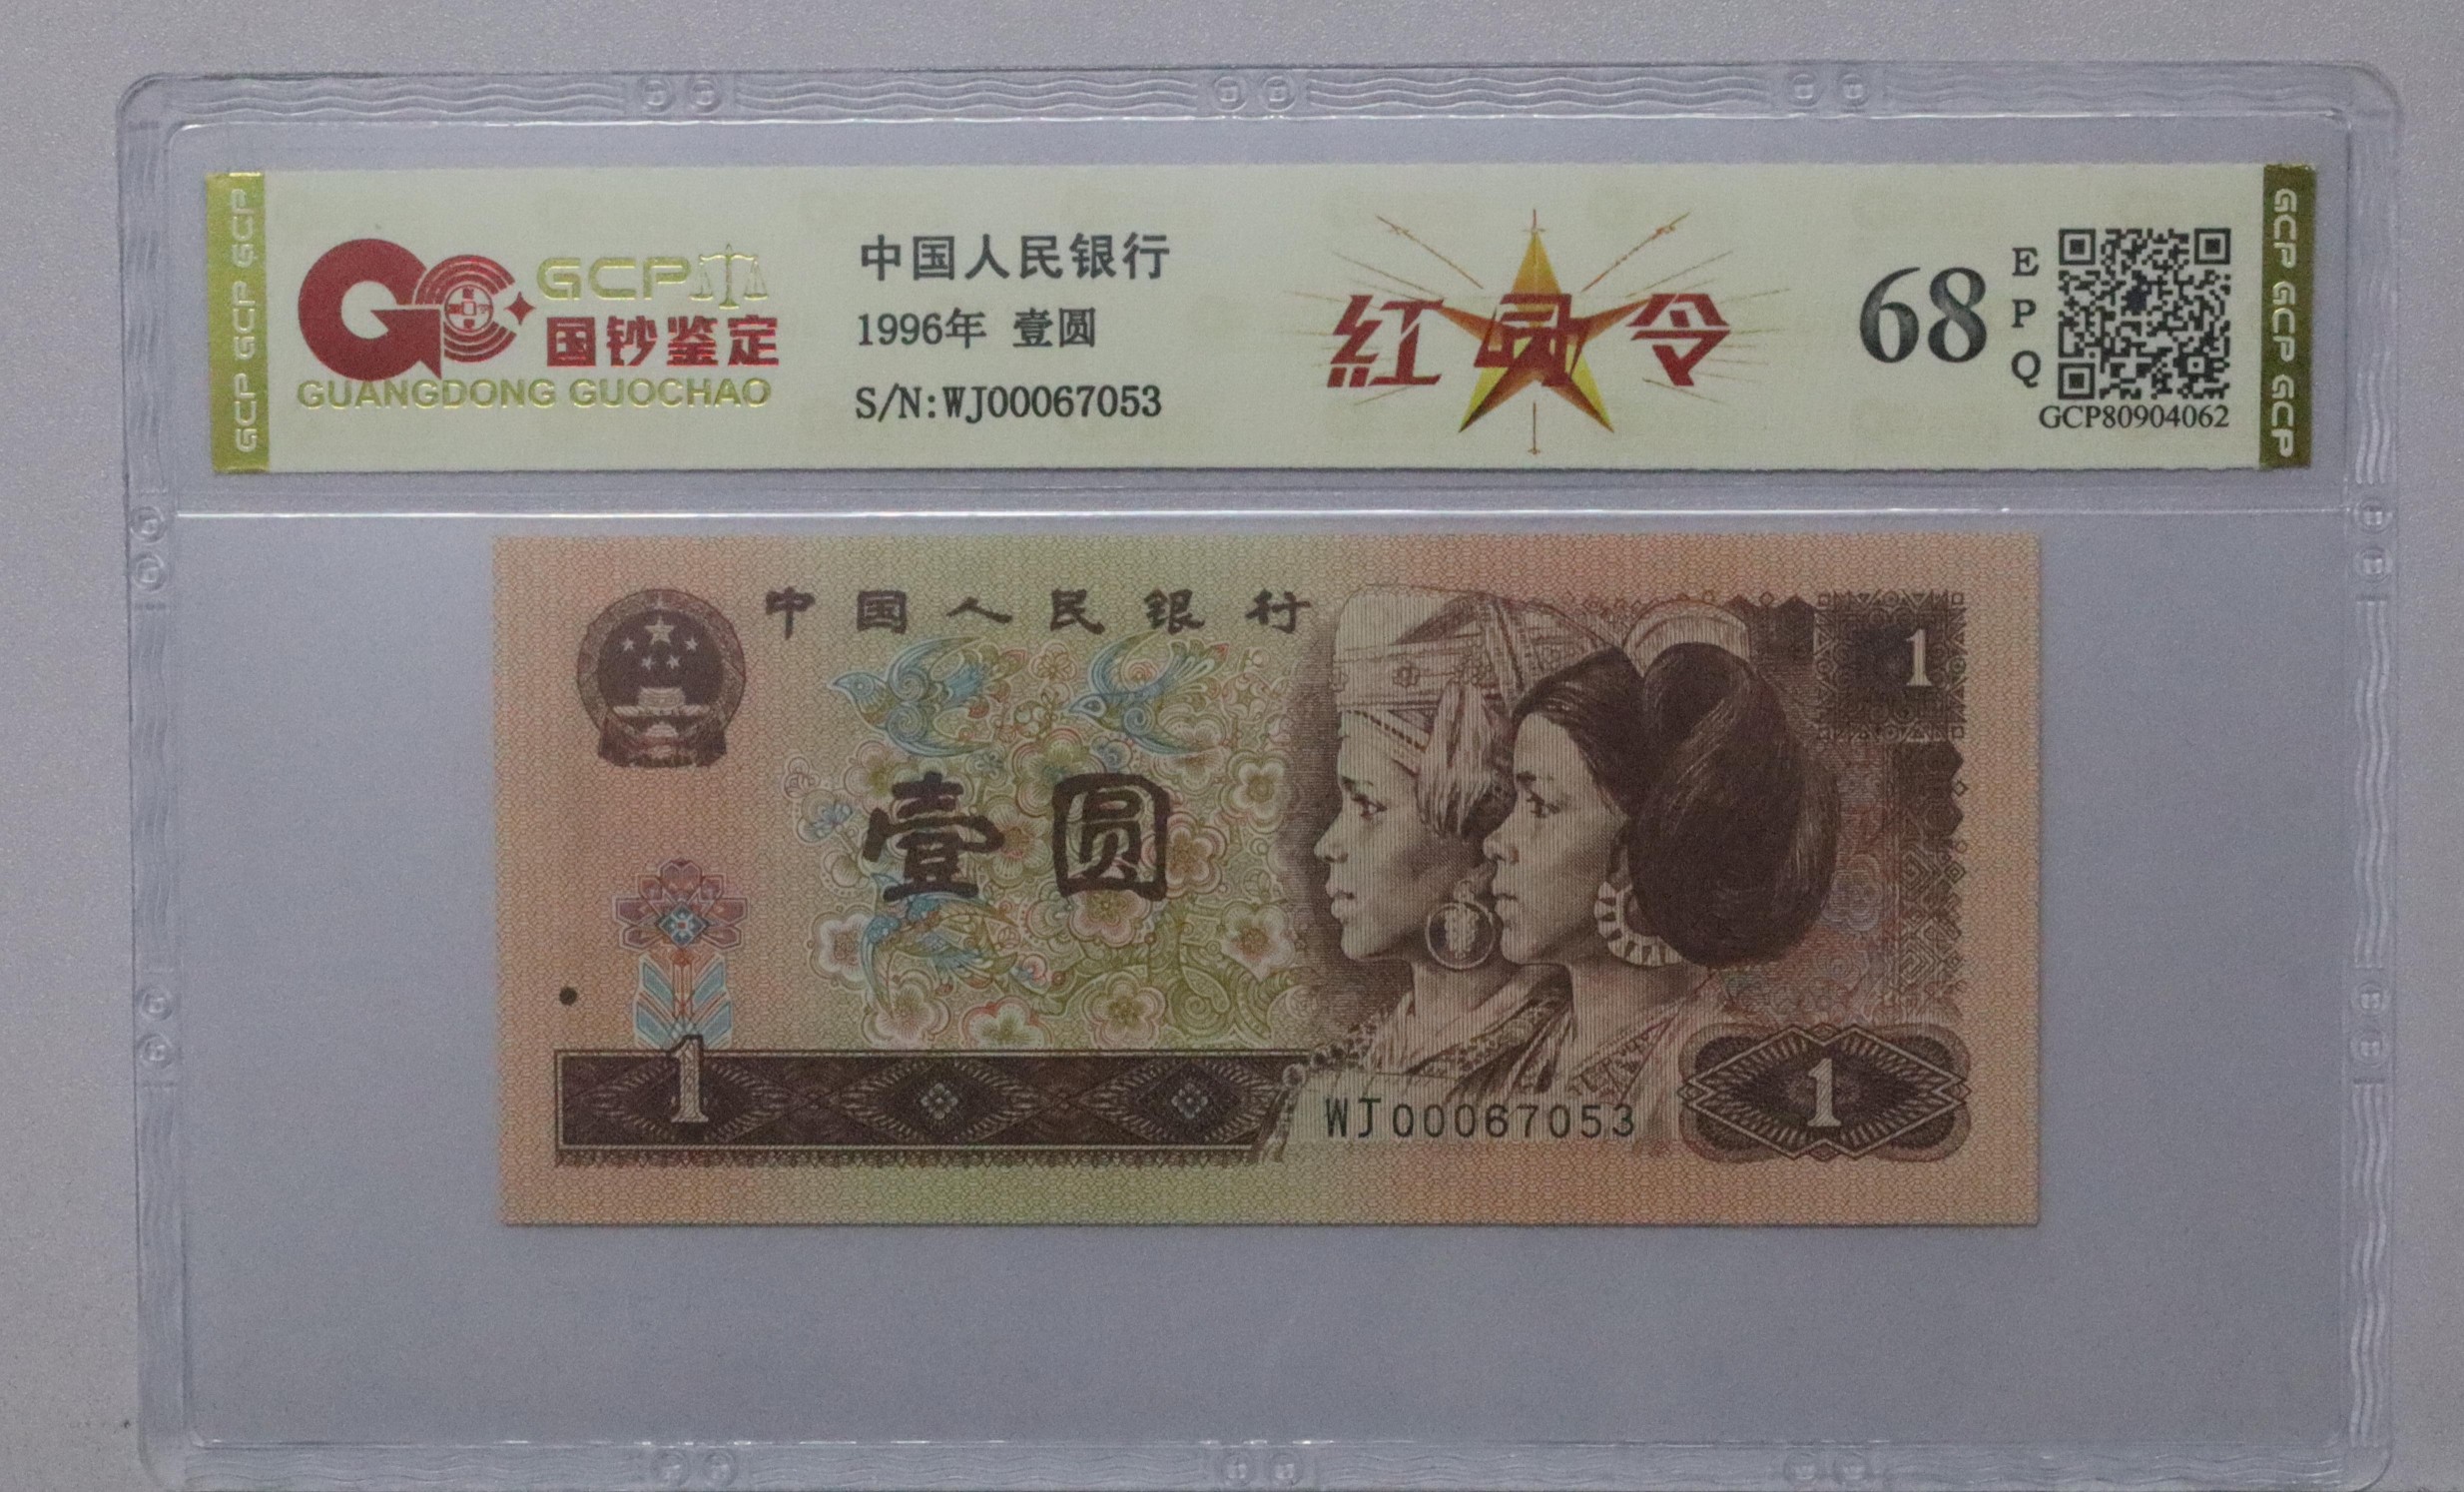 GCP GCP GCP
GCP
国钞鉴定
GUANGDONG GUOCHAO
中国人民银行
1996年 壹圆
S/N:WJ00067053
紅 令
68
EPQ
GCP80904062
GCP GCP GCP
中国人民银行
1
壹圆
1
WJ00067053
1